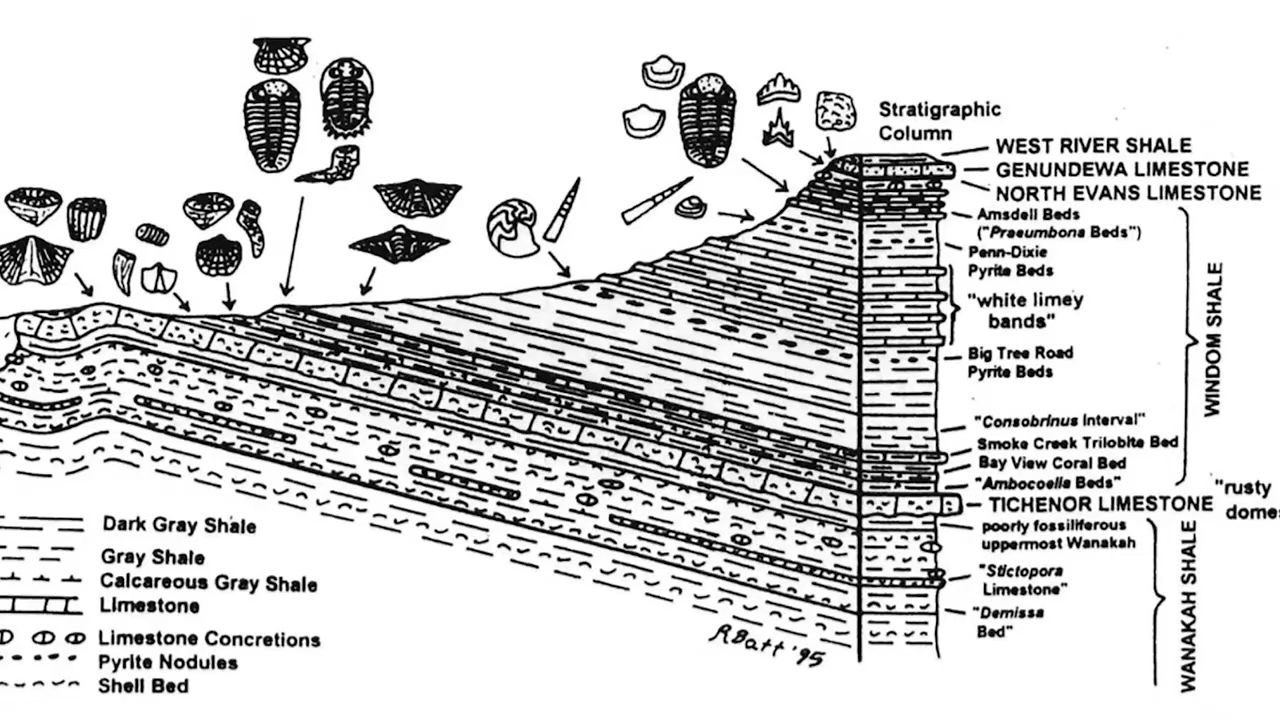 Stratigraphic
Column
WEST RIVER SHALE
GENUNDEWA LIMESTONE
NORTH EVANS LIMESTONE
Amsdell Beds
("Praeumbona Beds")
Penn-Dixie
Pyrite Beds
"white limey
bands"
Big Tree Road
Pyrite Beds
WINDOM SHALE
"Consobrinus Interval"
Smoke Creek Trilobite Bed
Bay View Coral Bed
"Ambocoelia Beds"
TICHENOR LIMESTONE
"rusty
domes
poorly fossiliferous
uppermost Wanakah
"Stictopora
Limestone"
"Demissa
Bed"
WANAKAH SHALE
Dark Gray Shale
Gray Shale
Calcareous Gray Shale
Limestone
Limestone Concretions
Pyrite Nodules
Shell Bed
RBatt '95